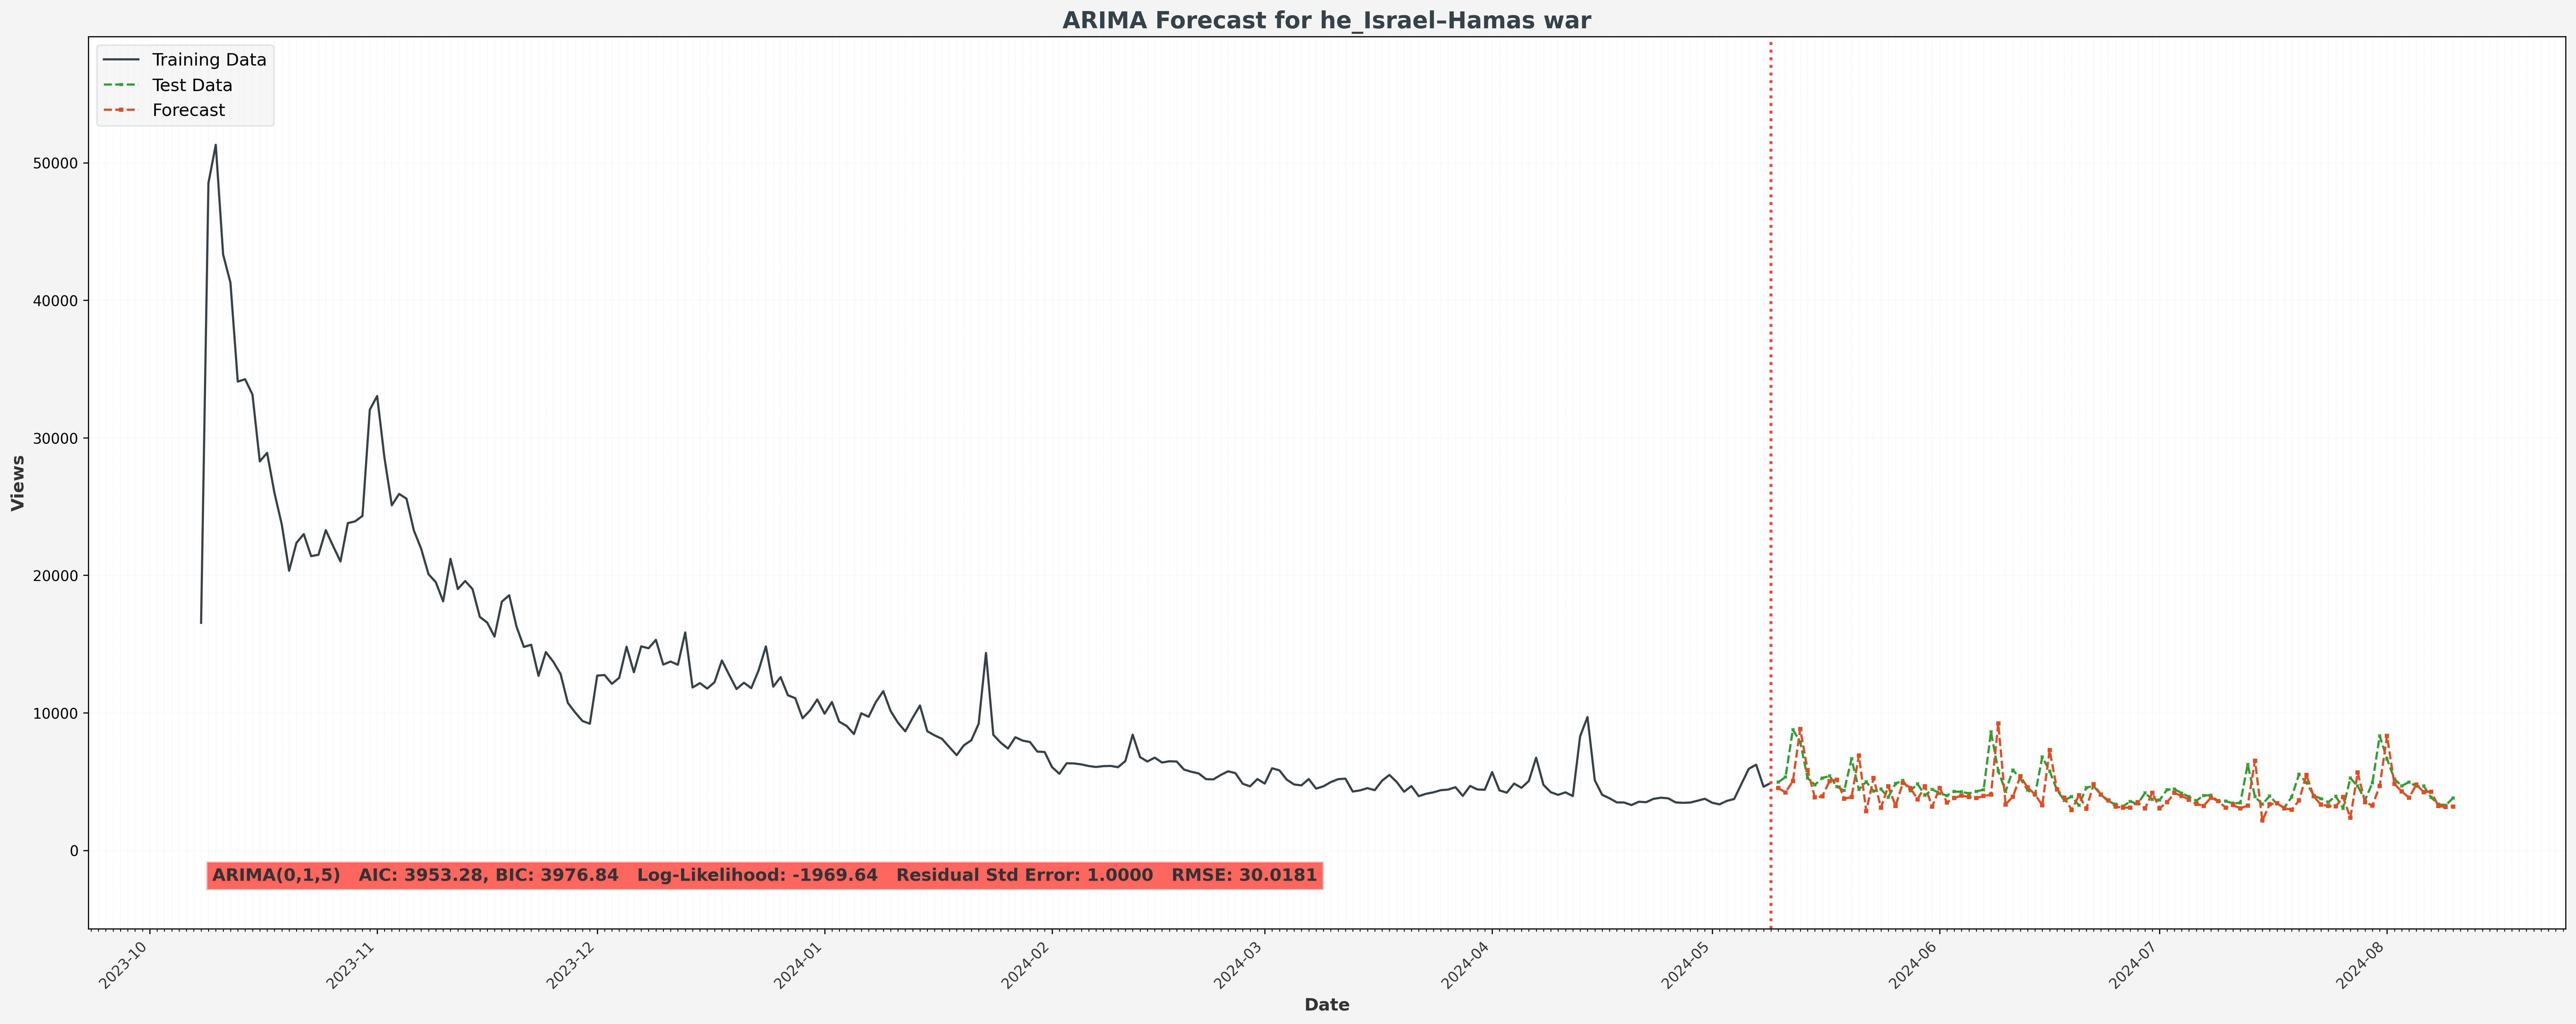 ARIMA Forecast for he_Israel–Hamas war
Training Data
Test Data
Forecast
50000
40000
30000
20000
10000
0
Views
ARIMA(0,1,5)   AIC: 3953.28, BIC: 3976.84   Log-Likelihood: -1969.64   Residual Std Error: 1.0000   RMSE: 30.0181
2023-10
2023-11
2023-12
2024-01
2024-02
2024-03
2024-04
2024-05
2024-06
2024-07
2024-08
Date